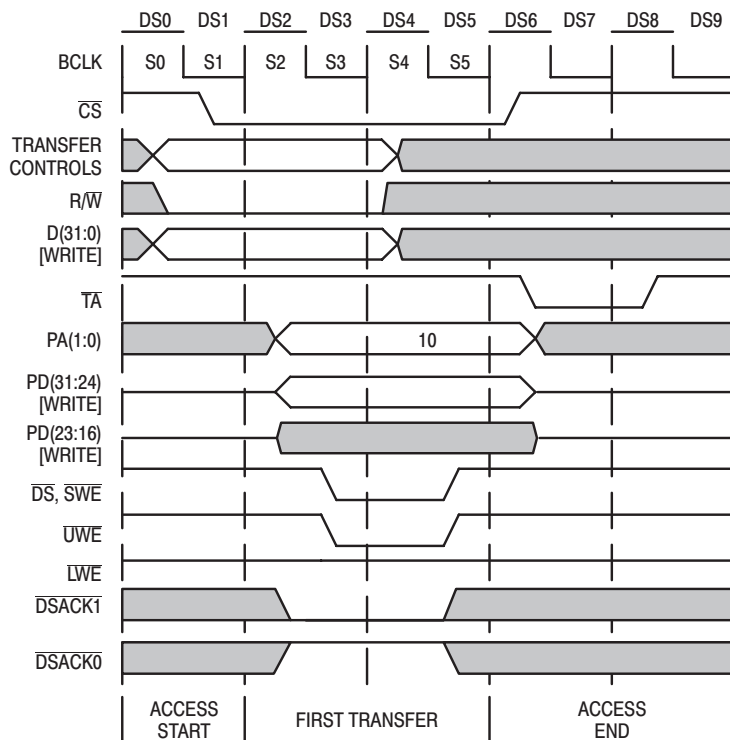 DS0 DS1 DS2 DS3 DS4 DS5 DS6 DS7 DS8 DS9
BCLK S0 S1 S2 S3 S4 S5
CS
TRANSFER
CONTROLS
R/W
D(31:0)
[WRITE]
TA
PA(1:0) 10
PD(31:24)
[WRITE]
PD(23:16)
[WRITE]
DS, SWE
UWE
LWE
DSACK1
DSACK0
ACCESS
START
FIRST TRANSFER
ACCESS
END